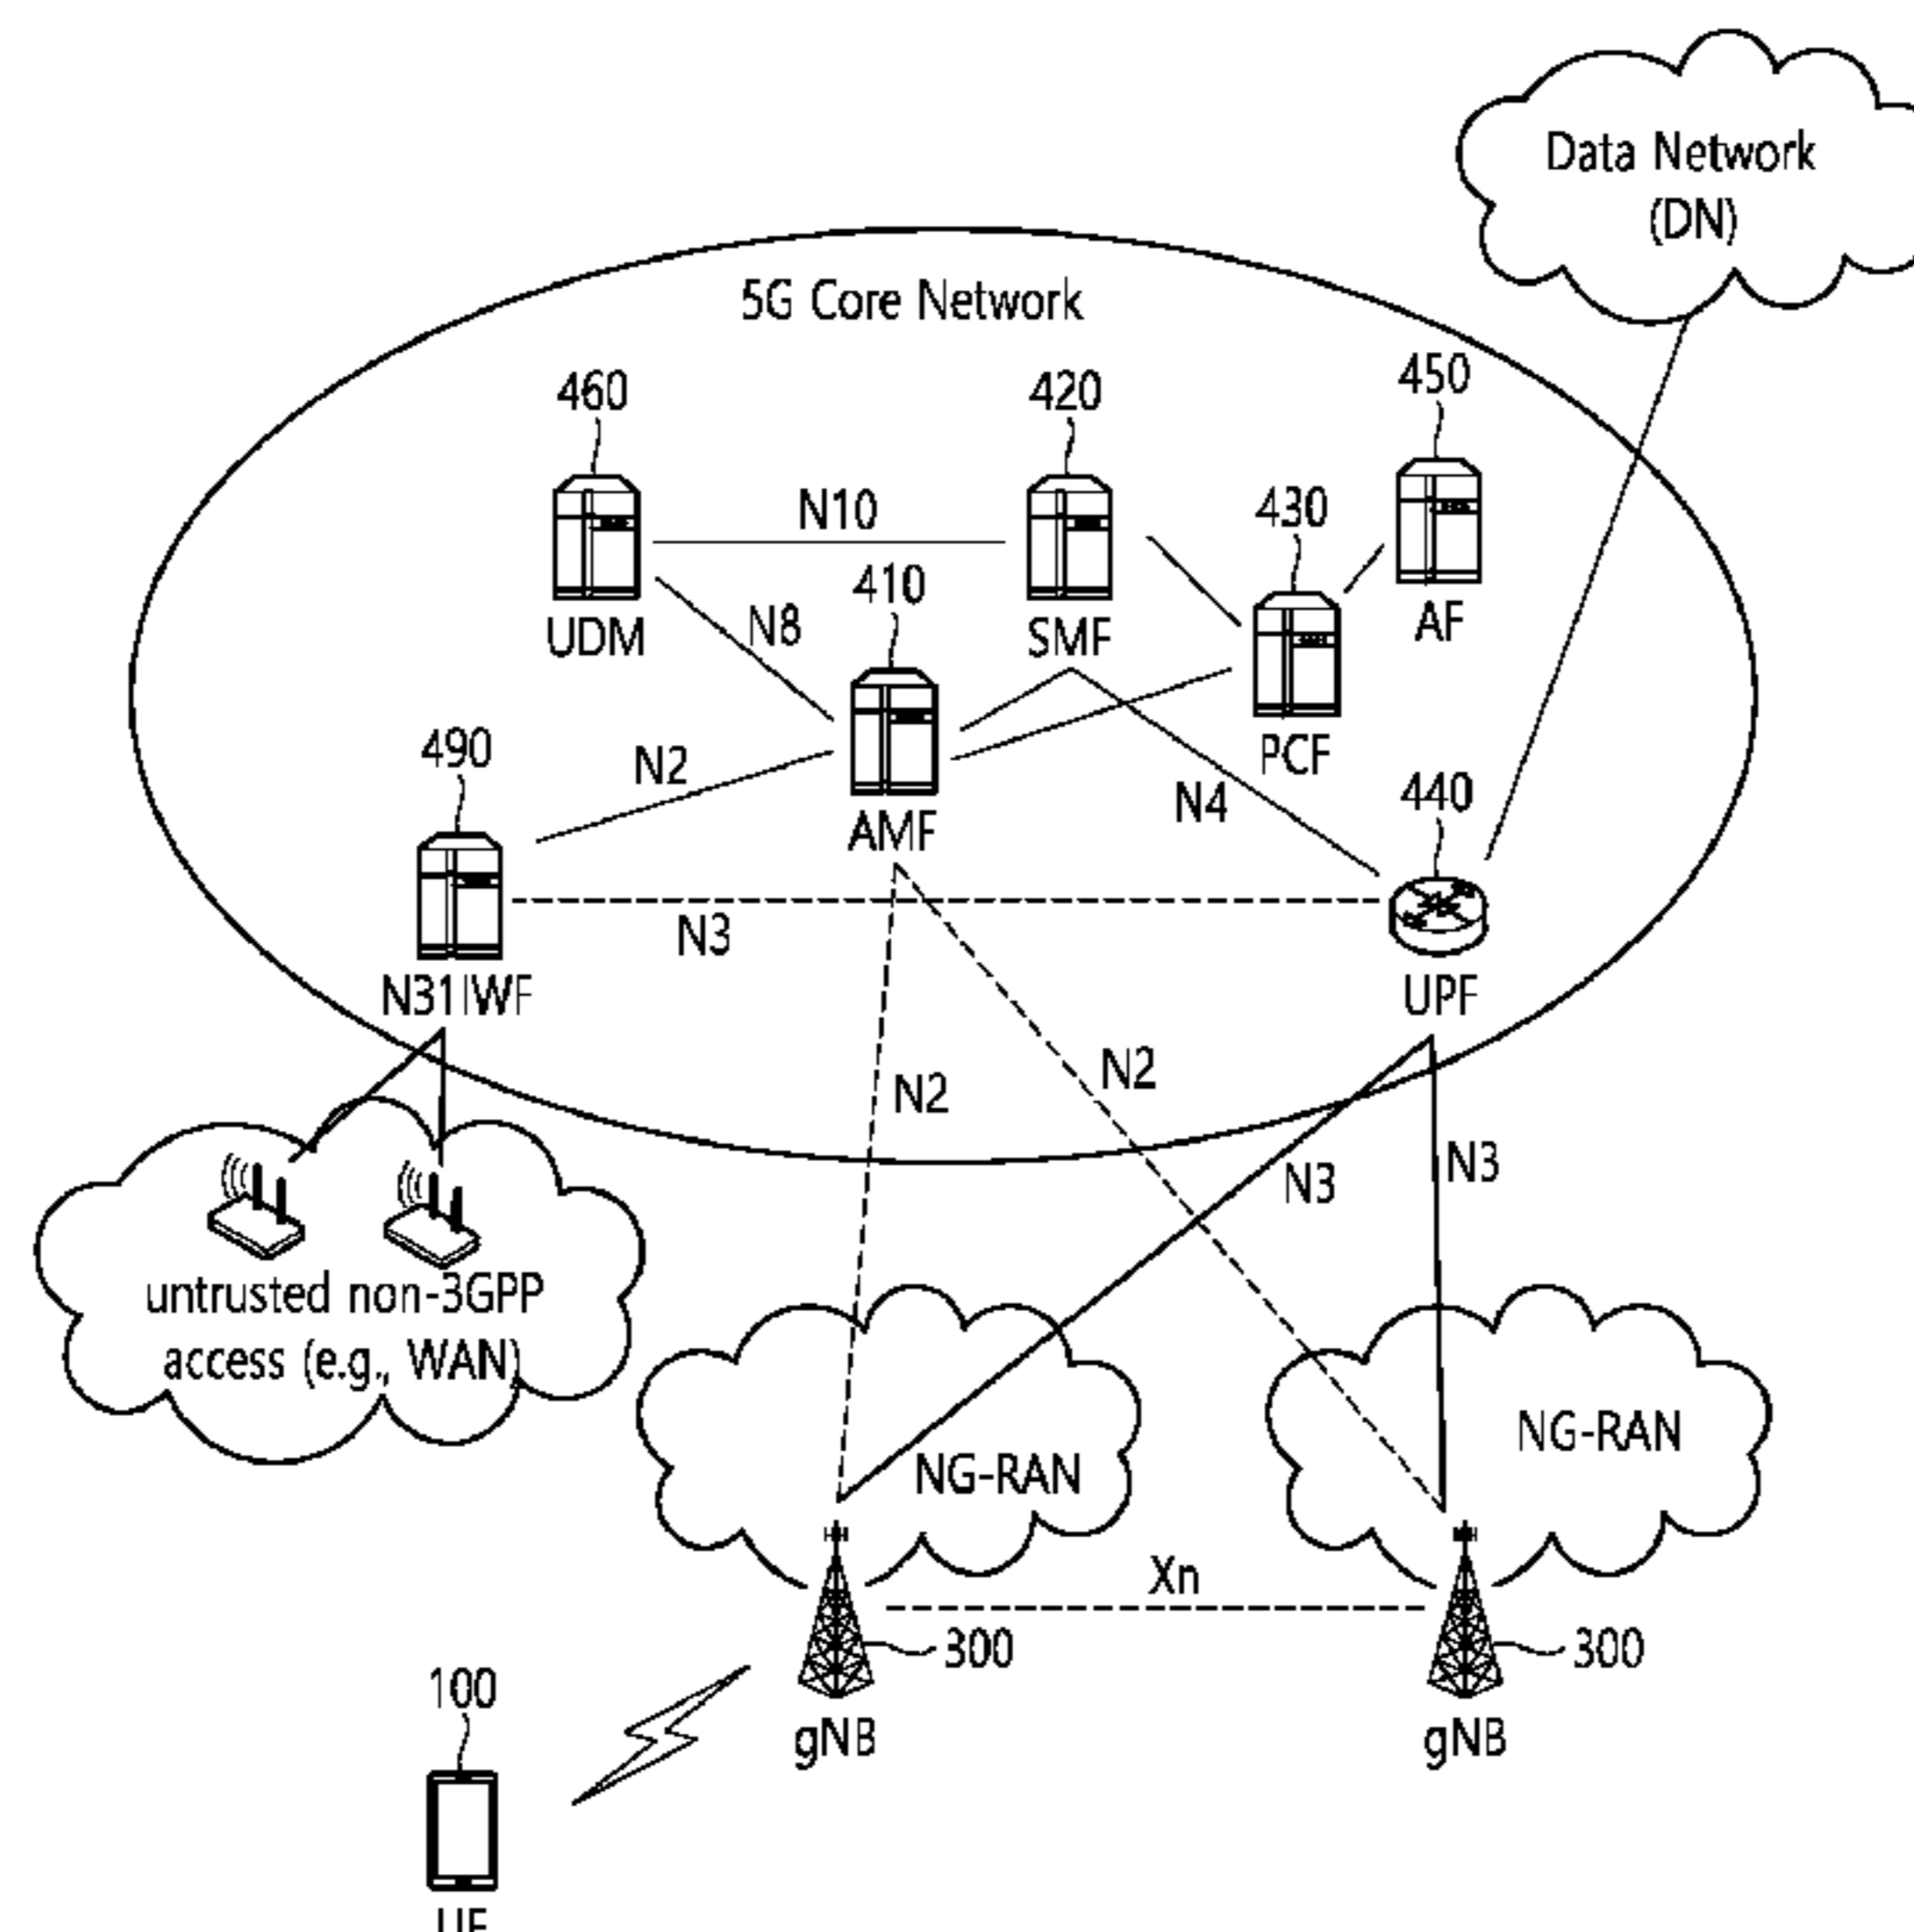 Data Network
(DN)
5G Core Network
460
420
450
N10
430
410
UDM
N8
SMF
AF
490
N2
PCF
N4
440
AMF
N3
N31IWF
UPF
N2
N2
N3
N3
untrusted non-3GPP
access (e.g., WAN)
NG-RAN
NG-RAN
Xn
300
300
100
gNB
gNB
UE